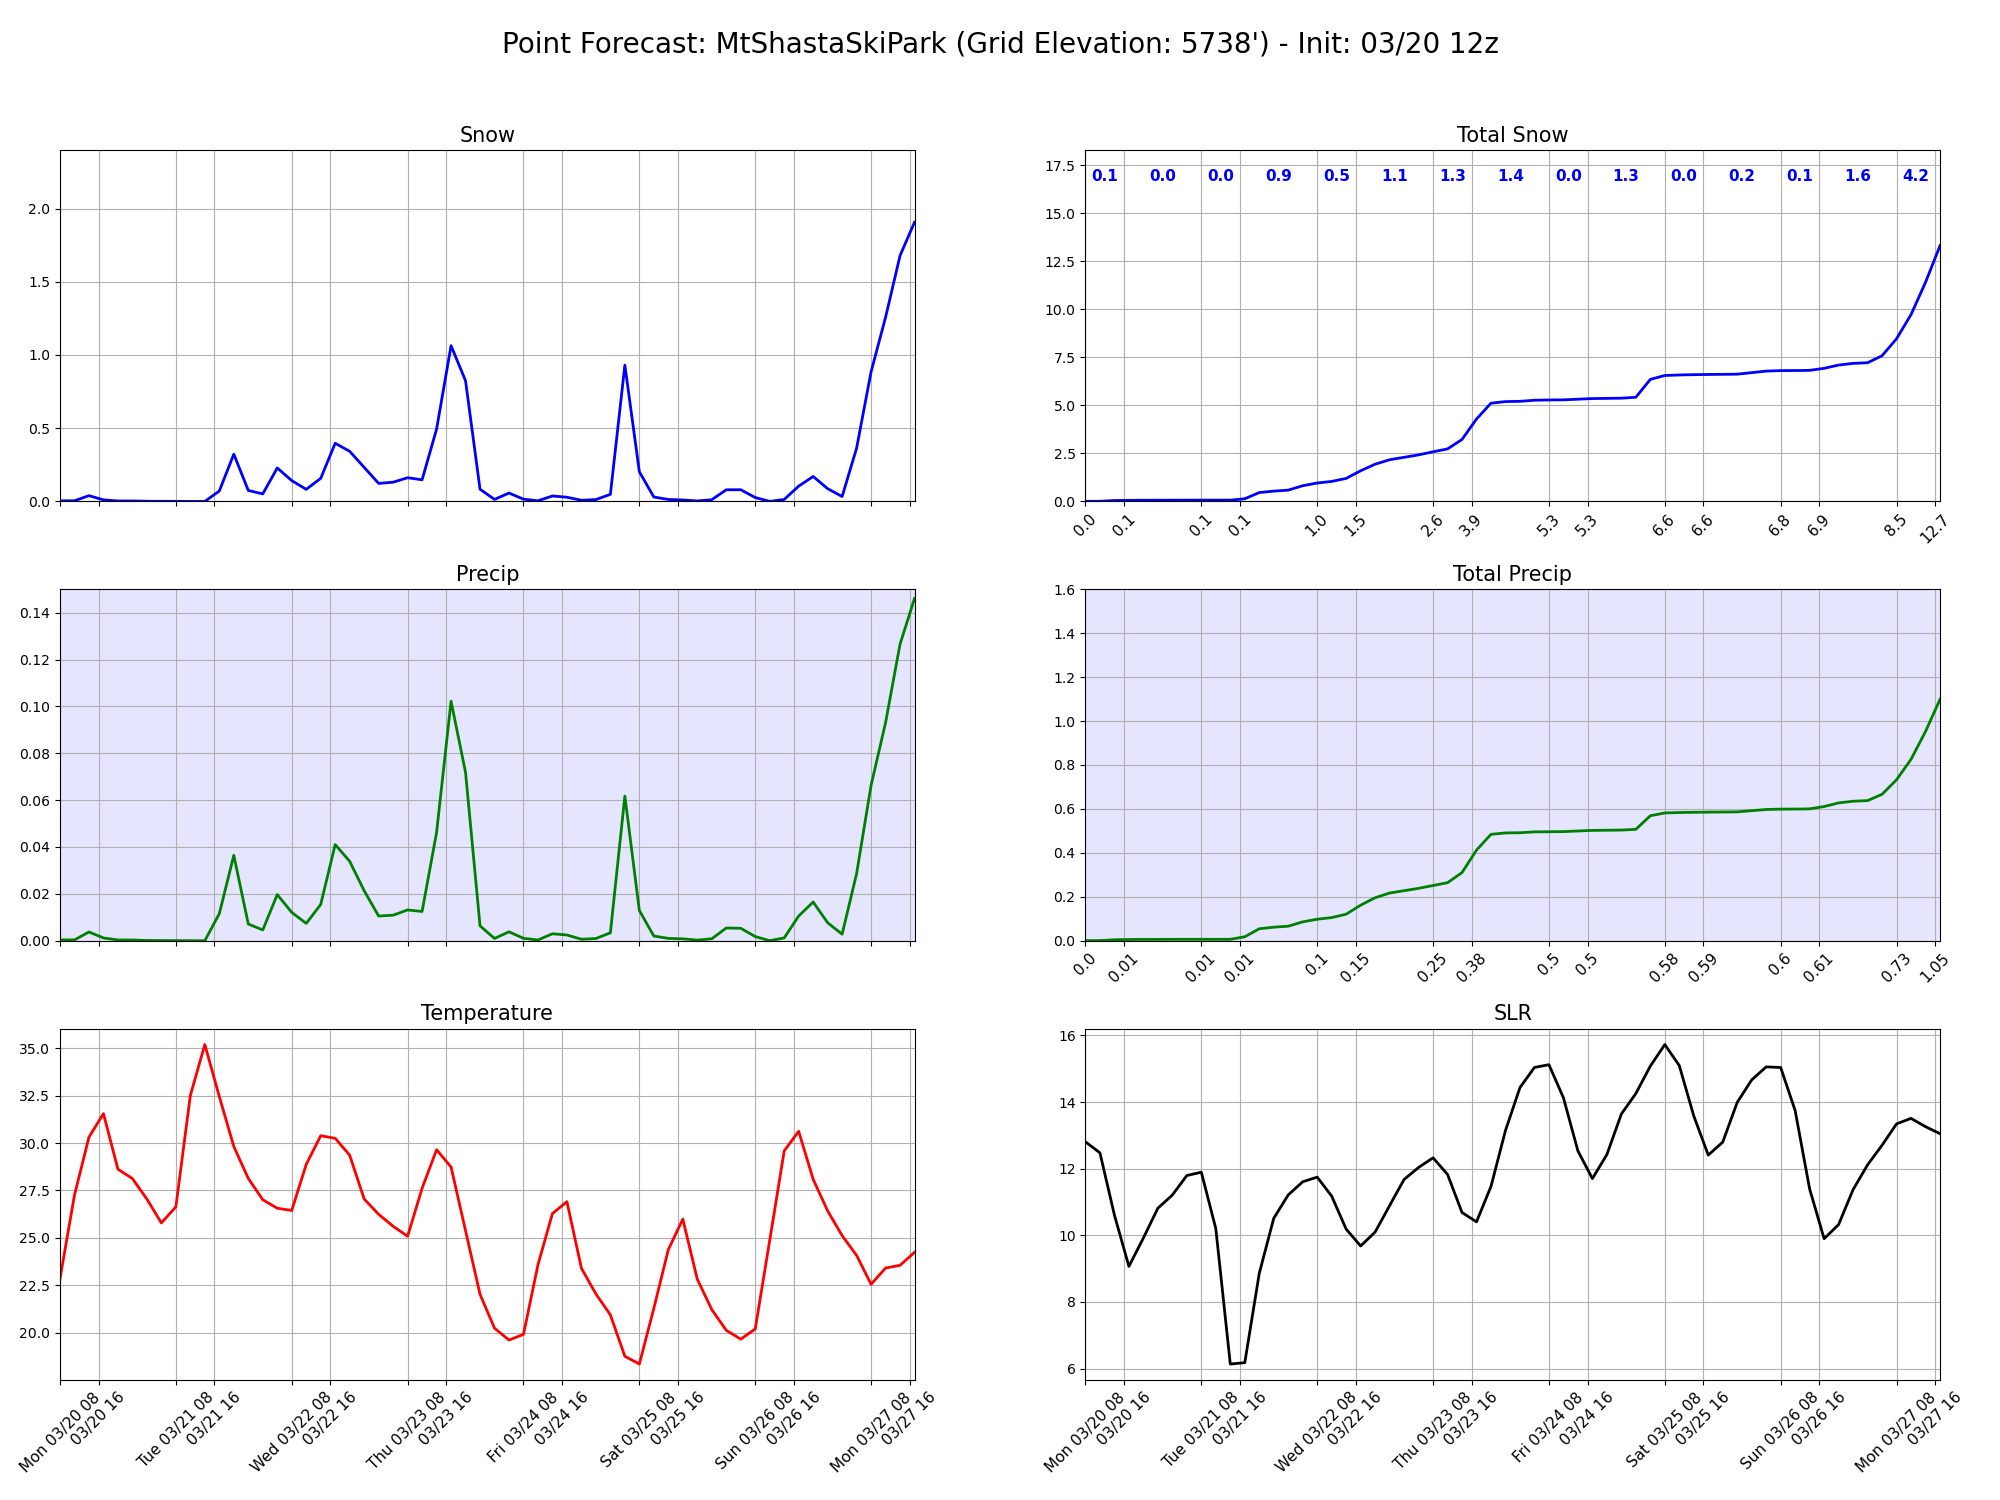 Point Forecast: MtShastaSkiPark (Grid Elevation: 5738') - Init: 03/20 12z
Snow
2.0
1.5
1.0
0.5
0.0
Total Snow
17.5
15.0
12.5
10.0
7.5
5.0
2.5
0.0
0.1 0.0 0.0 0.9 0.5 1.1 1.3 1.4 0.0 1.3 0.0 0.2 0.1 1.6 4.2
0.0 0.1 0.1 0.1 1.0 1.5 2.6 3.9 5.3 5.3 6.6 6.6 6.8 6.9 8.5 12.7
Precip
0.14
0.12
0.10
0.08
0.06
0.04
0.02
0.00
Total Precip
1.6
1.4
1.2
1.0
0.8
0.6
0.4
0.2
0.0
0.0 0.01 0.01 0.01 0.1 0.15 0.25 0.38 0.5 0.5 0.58 0.59 0.6 0.61 0.73 1.05
Temperature
35.0
32.5
30.0
27.5
25.0
22.5
20.0
Mon 03/20 08
03/20 16
Tue 03/21 08
03/21 16
Wed 03/22 08
03/22 16
Thu 03/23 08
03/23 16
Fri 03/24 08
03/24 16
Sat 03/25 08
03/25 16
Sun 03/26 08
03/26 16
Mon 03/27 08
03/27 16
SLR
16
14
12
10
8
6
Mon 03/20 08
03/20 16
Tue 03/21 08
03/21 16
Wed 03/22 08
03/22 16
Thu 03/23 08
03/23 16
Fri 03/24 08
03/24 16
Sat 03/25 08
03/25 16
Sun 03/26 08
03/26 16
Mon 03/27 08
03/27 16